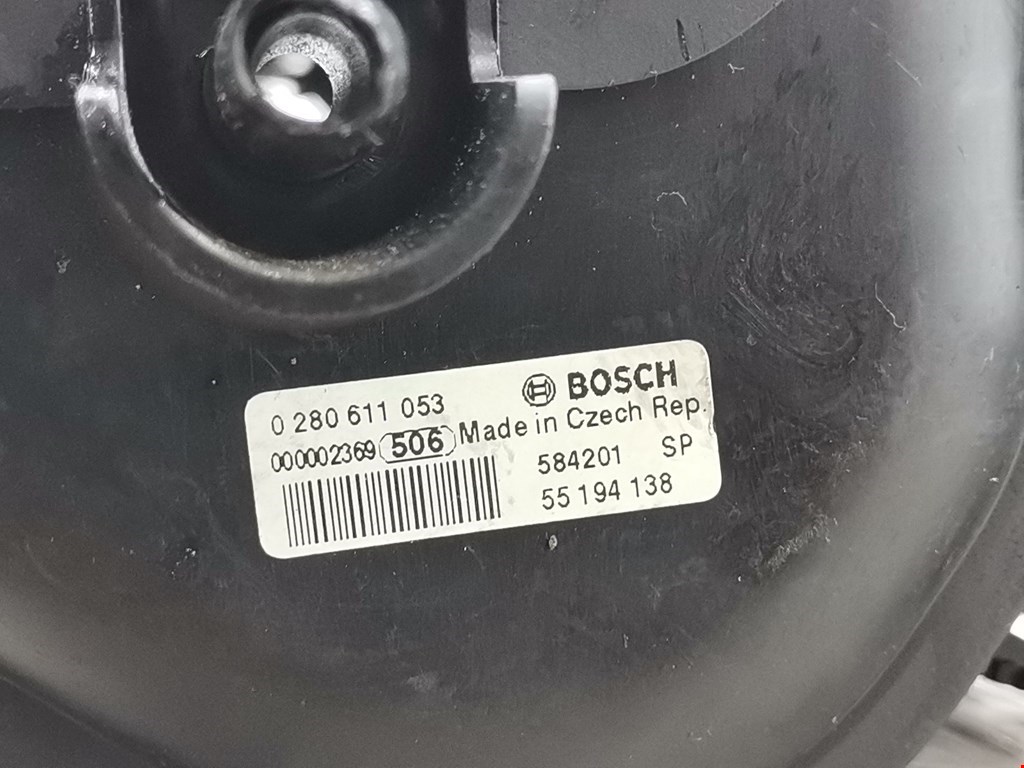 0 280 611 053
BOSCH
000002369 506 Made in Czech Rep.
584201 SP
55 194 138